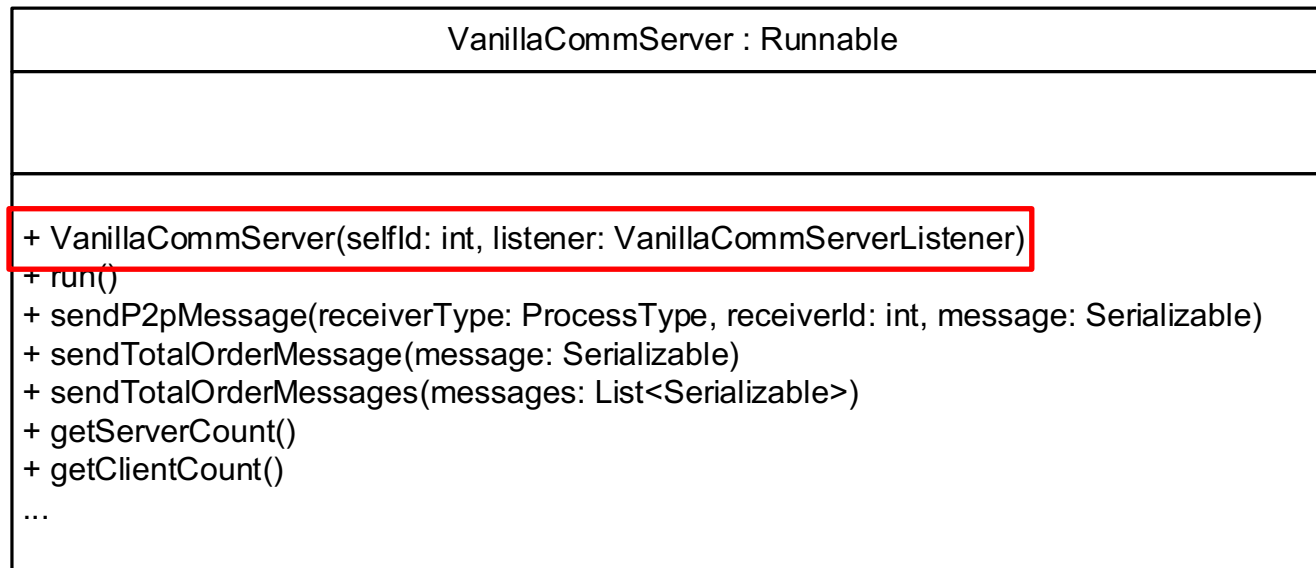 VanillaCommServer : Runnable
+ VanillaCommServer(selfId: int, listener: VanillaCommServerListener)
+ run()
+ sendP2pMessage(receiverType: ProcessType, receiverId: int, message: Serializable)
+ sendTotalOrderMessage(message: Serializable)
+ sendTotalOrderMessages(messages: List<Serializable>)
+ getServerCount()
+ getClientCount()
...